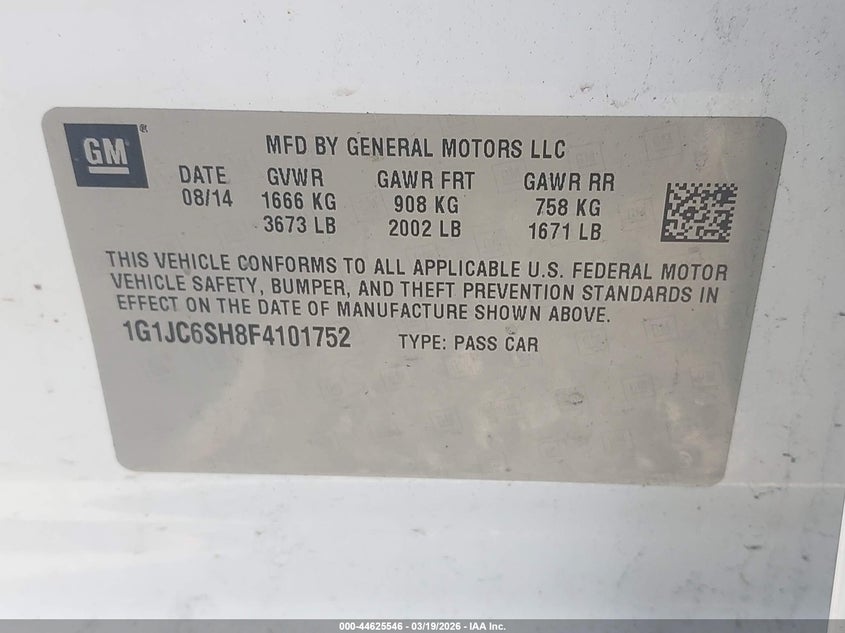 GM®
MFD BY GENERAL MOTORS LLC
DATE GVWR GAWR FRT GAWR RR
08/14 1666 KG 908 KG 758 KG
3673 LB 2002 LB 1671 LB
THIS VEHICLE CONFORMS TO ALL APPLICABLE U.S. FEDERAL MOTOR
VEHICLE SAFETY, BUMPER, AND THEFT PREVENTION STANDARDS IN
EFFECT ON THE DATE OF MANUFACTURE SHOWN ABOVE.
1G1JC6SH8F4101752 TYPE: PASS CAR
000-44625546 — 03/19/2026 — IAA Inc.